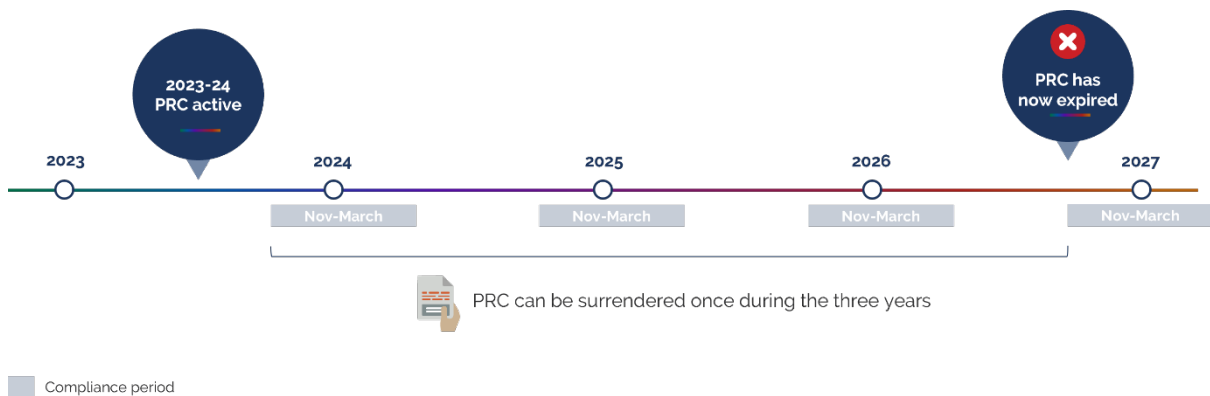 2023-24
PRC active
PRC has
now expired
2023
2024
2025
2026
2027
Nov-March
Nov-March
Nov-March
Nov-March
PRC can be surrendered once during the three years
Compliance period